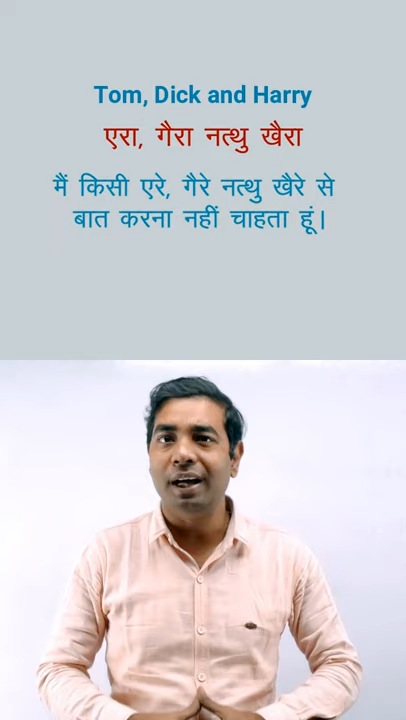 Tom, Dick and Harry
एरा, गैरा नत्थु खैरा
मैं किसी एरे, गैरे नत्थु खैरे से
बात करना नहीं चाहता हूं।